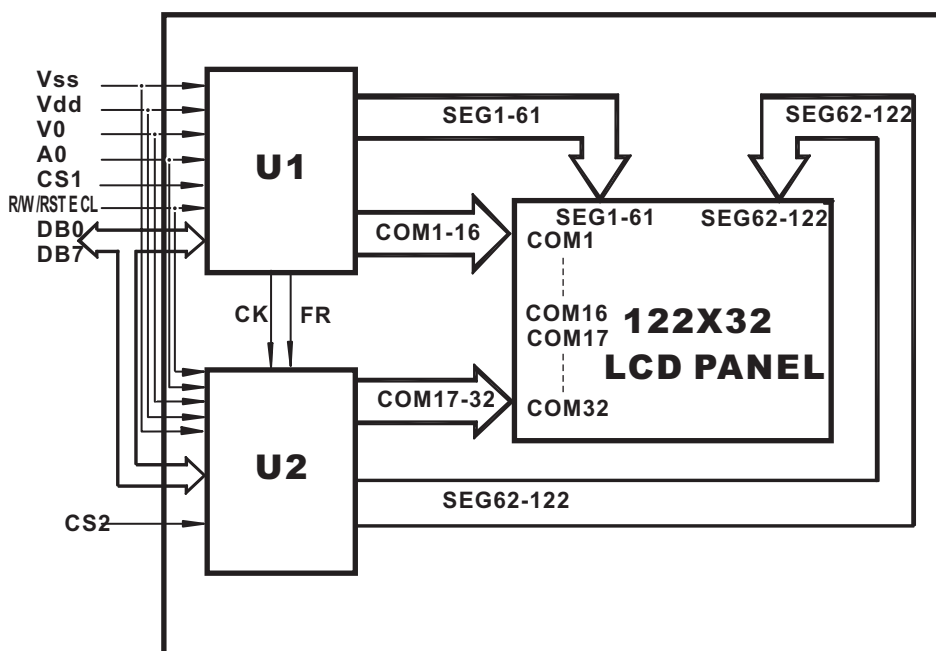 Vss
Vdd
V0
A0
CS1
R/W /RST E CL
DB0
DB7
CS2
U1
CK
FR
U2
SEG1-61
SEG62-122
COM1-16
COM17-32
SEG62-122
SEG1-61
SEG62-122
COM1
COM16
COM17
COM32
122X32
LCD PANEL